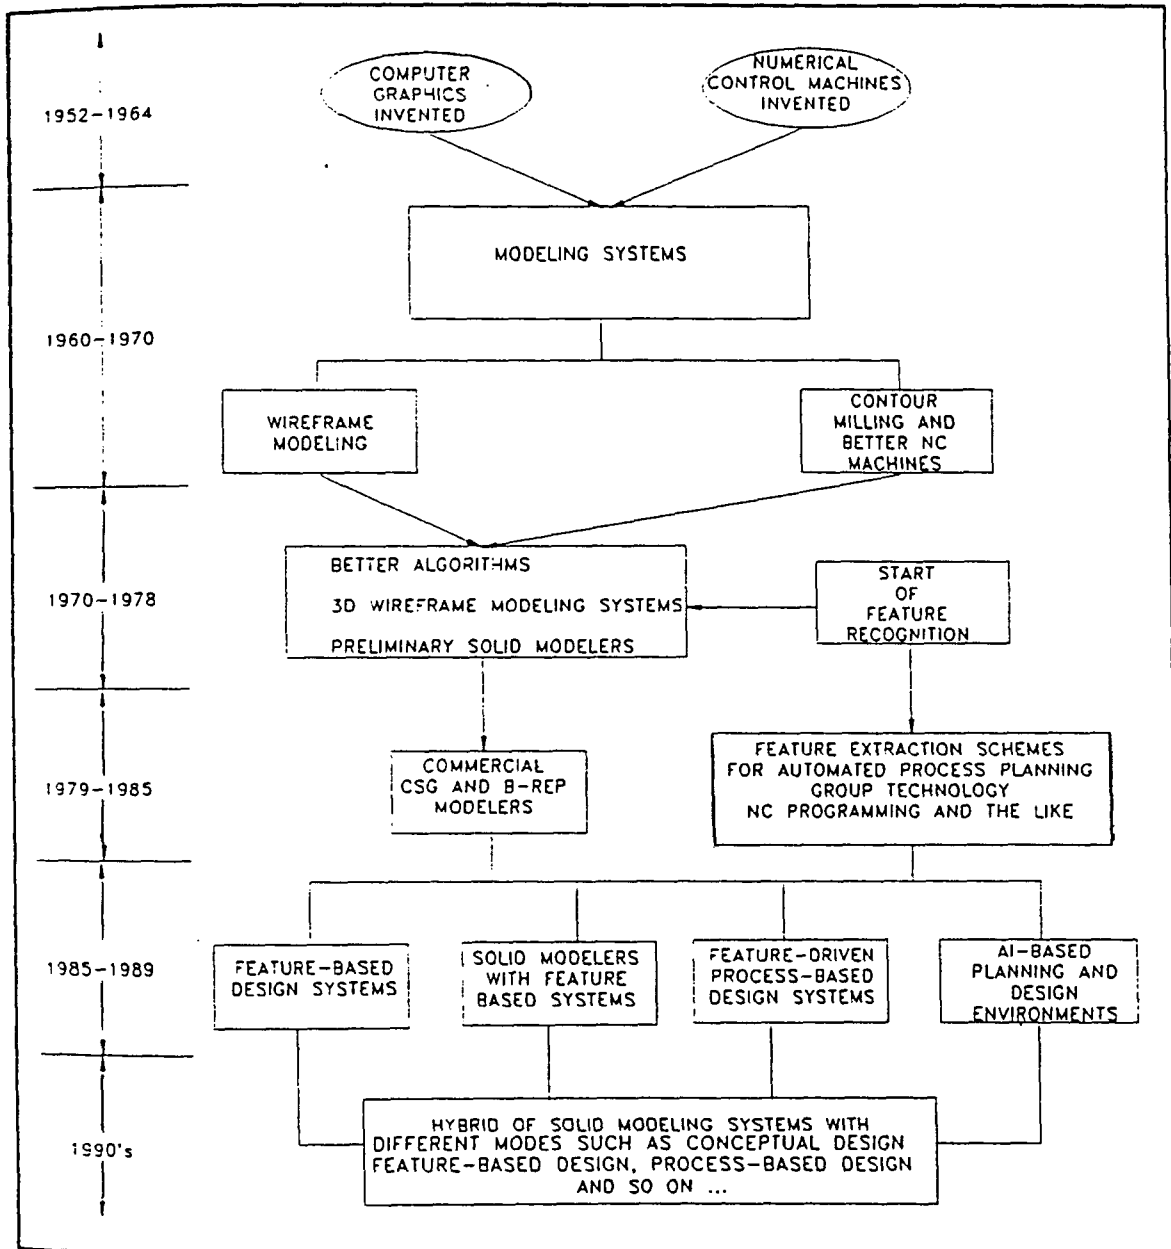 1952-1964
COMPUTER
GRAPHICS
INVENTED
NUMERICAL
CONTROL MACHINES
INVENTED
1960-1970
MODELING SYSTEMS
WIREFRAME
MODELING
CONTOUR
MILLING AND
BETTER NC
MACHINES
1970-1978
BETTER ALGORITHMS
3D WIREFRAME MODELING SYSTEMS
PRELIMINARY SOLID MODELERS
START
OF
FEATURE
RECOGNITION
1979-1985
COMMERCIAL
CSG AND B-REP
MODELERS
FEATURE EXTRACTION SCHEMES
FOR AUTOMATED PROCESS PLANNING
GROUP TECHNOLOGY
NC PROGRAMMING AND THE LIKE
1985-1989
FEATURE-BASED
DESIGN SYSTEMS
SOLID MODELERS
WITH FEATURE
BASED SYSTEMS
FEATURE-DRIVEN
PROCESS-BASED
DESIGN SYSTEMS
AI-BASED
PLANNING AND
DESIGN
ENVIRONMENTS
1990's
HYBRID OF SOLID MODELING SYSTEMS WITH
DIFFERENT MODES SUCH AS CONCEPTUAL DESIGN
FEATURE-BASED DESIGN, PROCESS-BASED DESIGN
AND SO ON ...